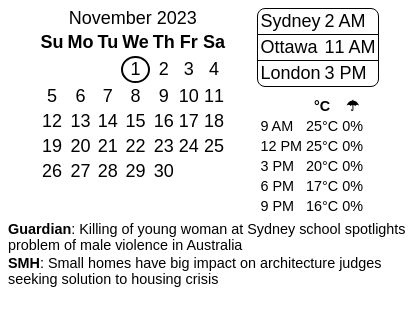 November 2023
Su Mo Tu We Th Fr Sa
1 2 3 4
5 6 7 8 9 10 11
12 13 14 15 16 17 18
19 20 21 22 23 24 25
26 27 28 29 30
Sydney 2 AM
Ottawa 11 AM
London 3 PM
°C ☂
9 AM 25°C 0%
12 PM 25°C 0%
3 PM 20°C 0%
6 PM 17°C 0%
9 PM 16°C 0%
Guardian: Killing of young woman at Sydney school spotlights
problem of male violence in Australia
SMH: Small homes have big impact on architecture judges
seeking solution to housing crisis